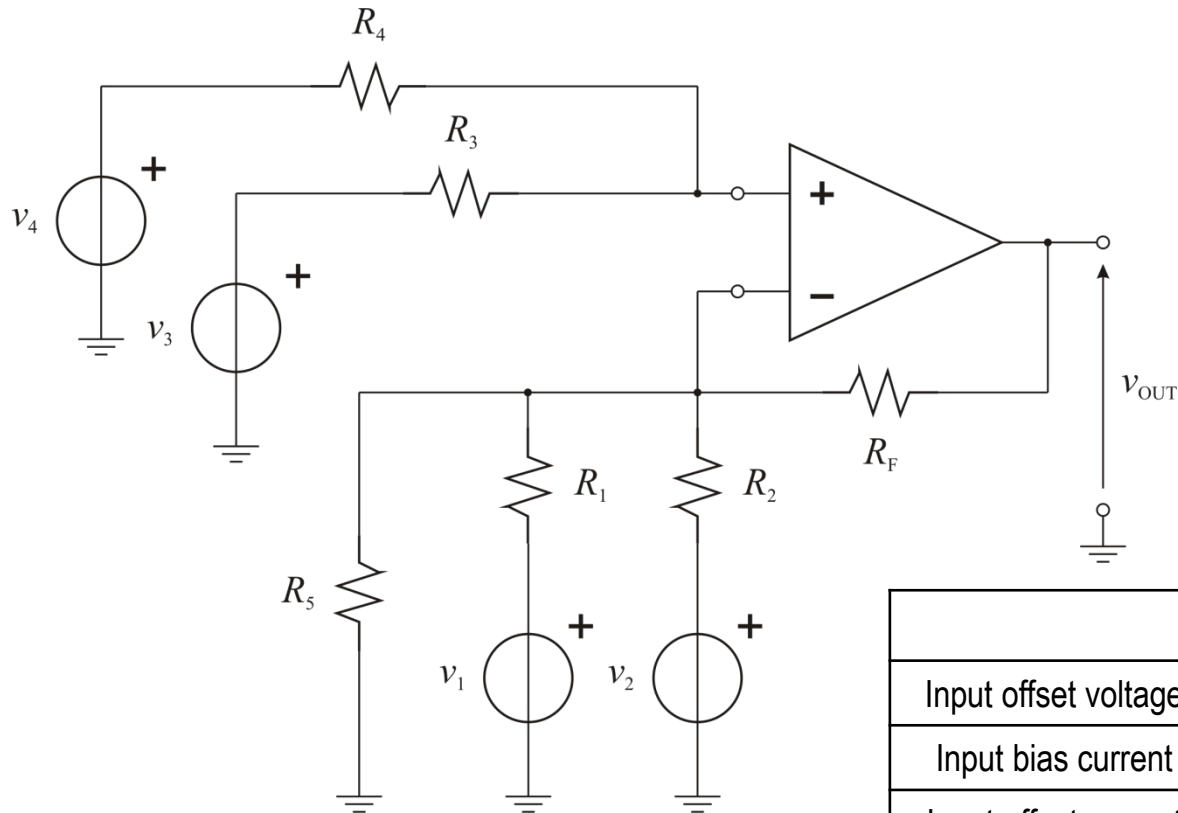 R4
+
R3
v4
+
v3
+
−
vOUT
RF
R1
R2
R5
+
+
v1
v2
Input offset voltage
Input bias current